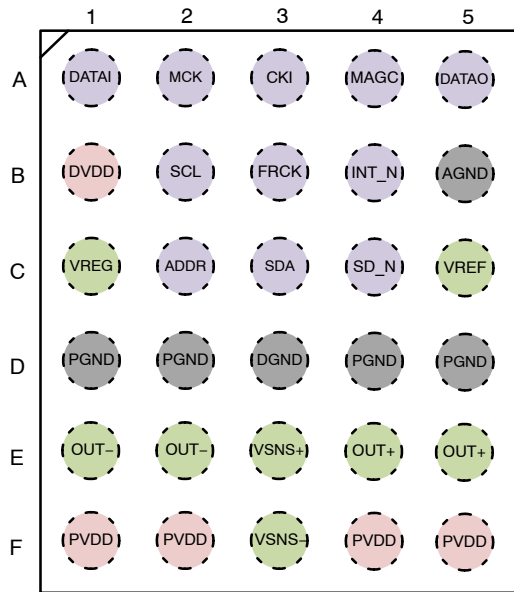 1 2 3 4 5
A DATAI MCK CKI MAGC DATAO
B DVDD SCL FRCK INT_N AGND
C VREG ADDR SDA SD_N VREF
D PGND PGND DGND PGND PGND
E OUT− OUT− VSNS+ OUT+ OUT+
F PVDD PVDD VSNS− PVDD PVDD